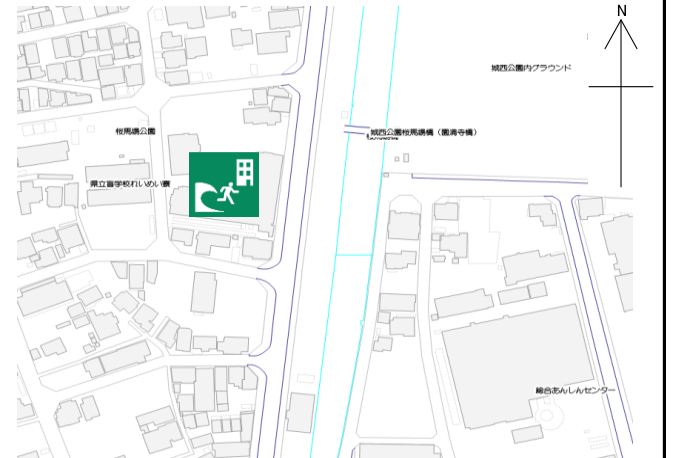 N
城西公園内グラウンド
桜馬場公園
城西公園桜馬場橋（園満寺橋）
県立盲学校れいめい寮
総合あんしんセンター